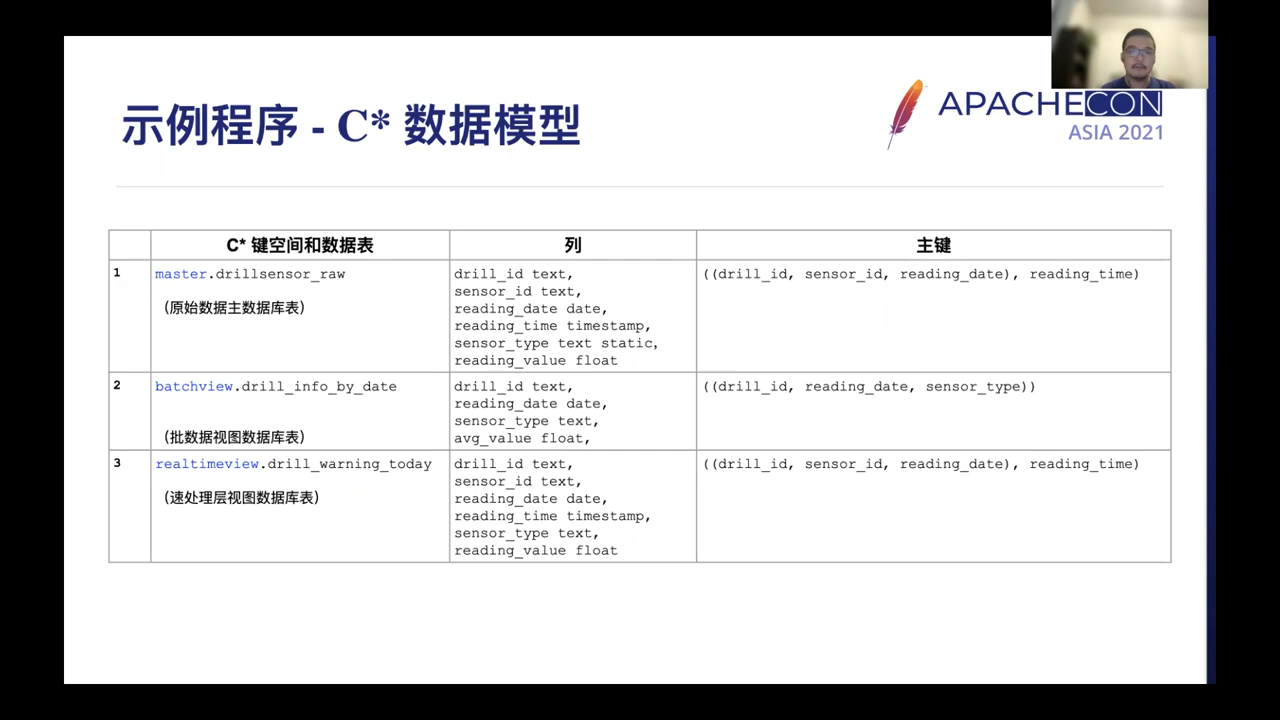 示例程序 - C* 数据模型
APACHECON
ASIA 2021
C* 键空间和数据表
列
主键
1
master.drillsensor_raw
（原始数据主数据库表）
drill_id text,
sensor_id text,
reading_date date,
reading_time timestamp,
sensor_type text static,
reading_value float
((drill_id, sensor_id, reading_date), reading_time)
2
batchview.drill_info_by_date
（批数据视图数据库表）
drill_id text,
reading_date date,
sensor_type text,
avg_value float,
((drill_id, reading_date, sensor_type))
3
realtimeview.drill_warning_today
（速处理层视图数据库表）
drill_id text,
sensor_id text,
reading_date date,
reading_time timestamp,
sensor_type text,
reading_value float
((drill_id, sensor_id, reading_date), reading_time)